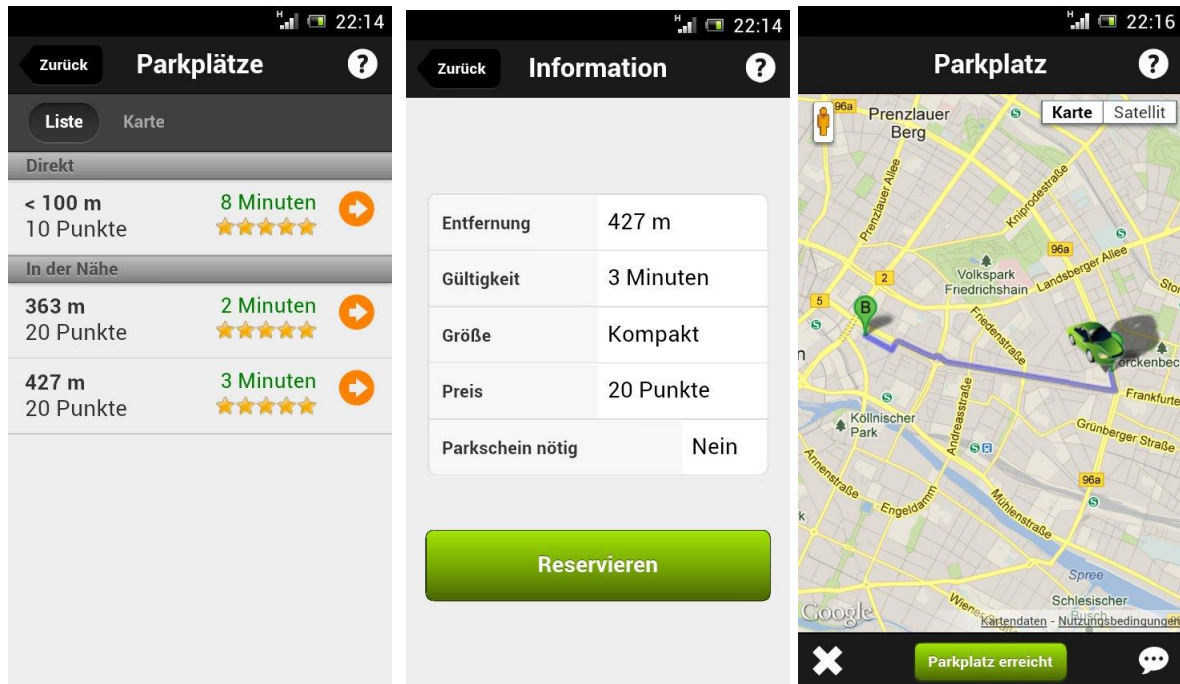 H 22:14
Zurück Parkplätze ?
Liste Karte
Direkt
< 100 m 8 Minuten
10 Punkte
In der Nähe
363 m 2 Minuten
20 Punkte
427 m 3 Minuten
20 Punkte
H 22:14
Zurück Information ?
Entfernung 427 m
Gültigkeit 3 Minuten
Größe Kompakt
Preis 20 Punkte
Parkschein nötig Nein
Reservieren
H 22:16
Parkplatz ?
Karte Satellit
96a
Prenzlauer
Berg
S
Prenzlauer Allee
Kniprodestraße
S
96a
Landsberger Allee
2
Volkspark
Friedrichshain
5
B
S
Friedenstraße
Frankfurte
S
Köllnischer
Park
Andreasstraße
Grünberger Straße
S
Annenstraße
Engeldamm
96a
S
Mühlenstraße
Spree
Schlesischer
Busch
Google
Kartendaten - Nutzungsbedingungen
Parkplatz erreicht